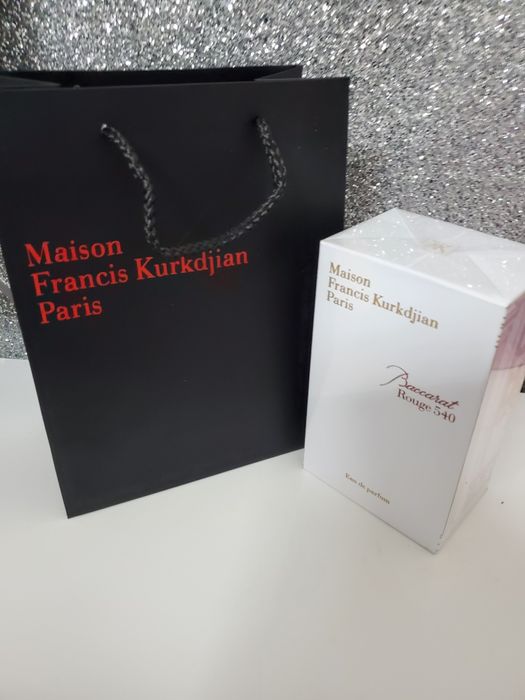 Maison
Francis Kurkdjian
Paris
Maison
Francis Kurkdjian
Paris
Baccarat
Rouge 540
Eau de parfum